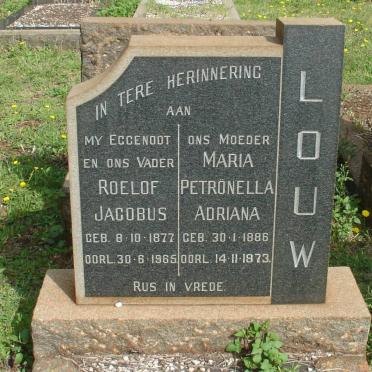 IN TERE HERINNERING
AAN
MY EGGENOOT
EN ONS VADER
ROELOF
JACOBUS
GEB. 8·10·1877
OORL. 30·6·1965
ONS MOEDER
MARIA
PETRONELLA
ADRIANA
GEB. 30·1·1886
OORL. 14·11·1973.
RUS IN VREDE.
LOUW